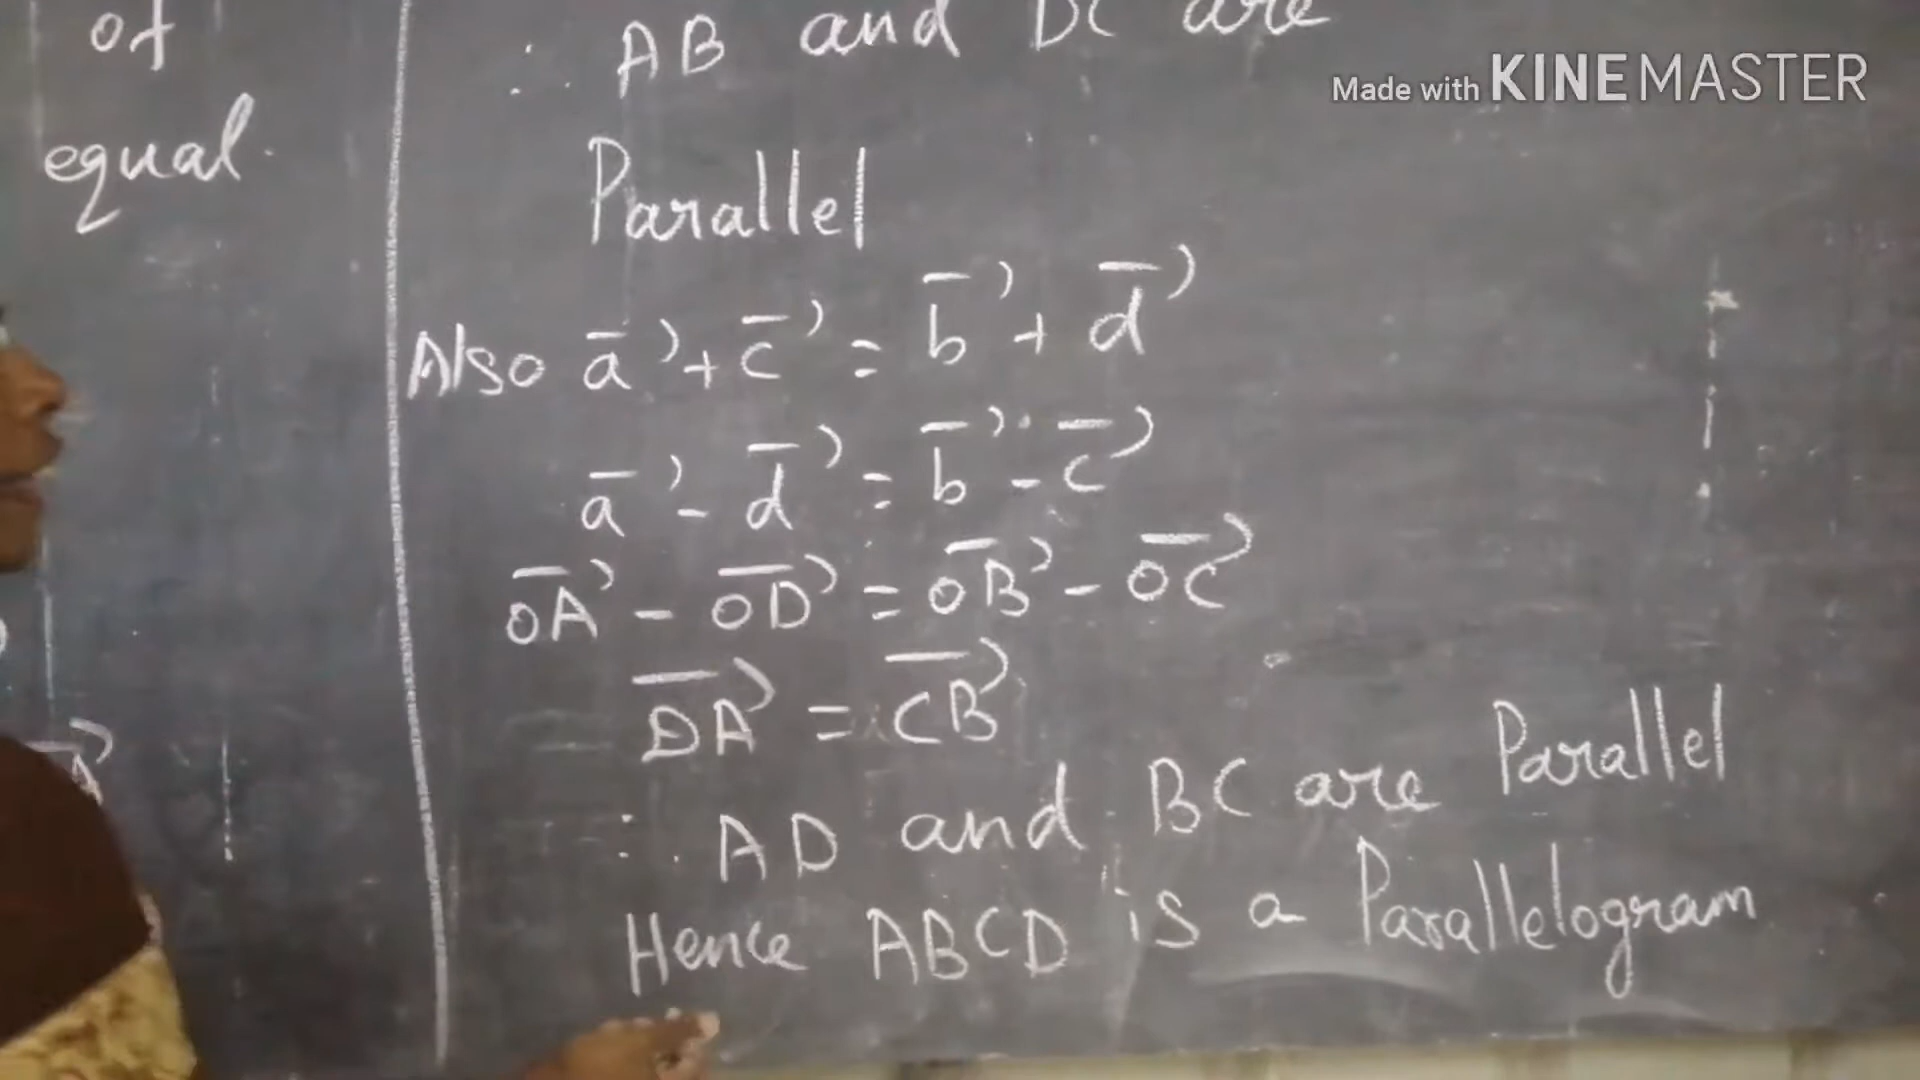 of
equal.
∴ AB and DC are
Made with KINEMASTER
Parallel
Also a⃗ + c⃗ = b⃗ + d⃗
a⃗ - d⃗ = b⃗ - c⃗
OA⃗ - OD⃗ = OB⃗ - OC⃗
DA⃗ = CB⃗
∴ AD and BC are Parallel
Hence ABCD is a Parallelogram